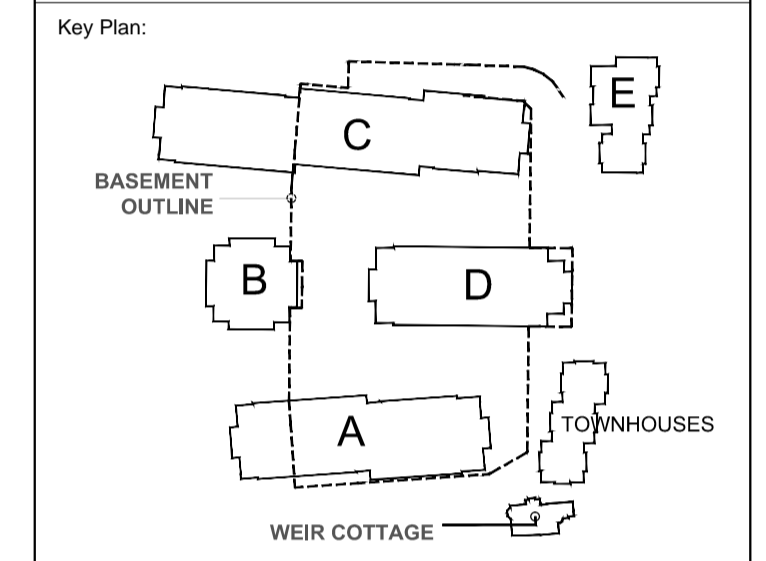 Key Plan:
E
C
BASEMENT
OUTLINE
B
D
A
TOWNHOUSES
WEIR COTTAGE